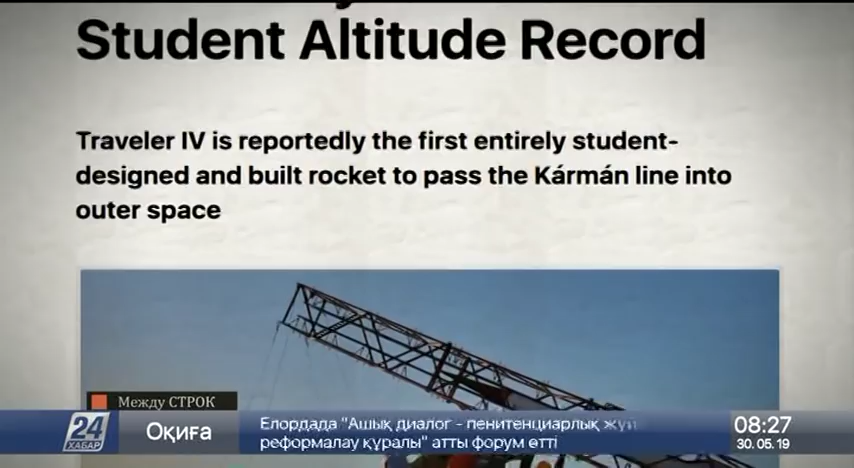 Student Altitude Record
Traveler IV is reportedly the first entirely student-
designed and built rocket to pass the Kármán line into
outer space
Между СТРОК
24
ХАБАР
Оқиға
Елордада "Ашық диалог - пенитенциарлық
реформалау құралы" атты форум өтті
08:27
30.05.19